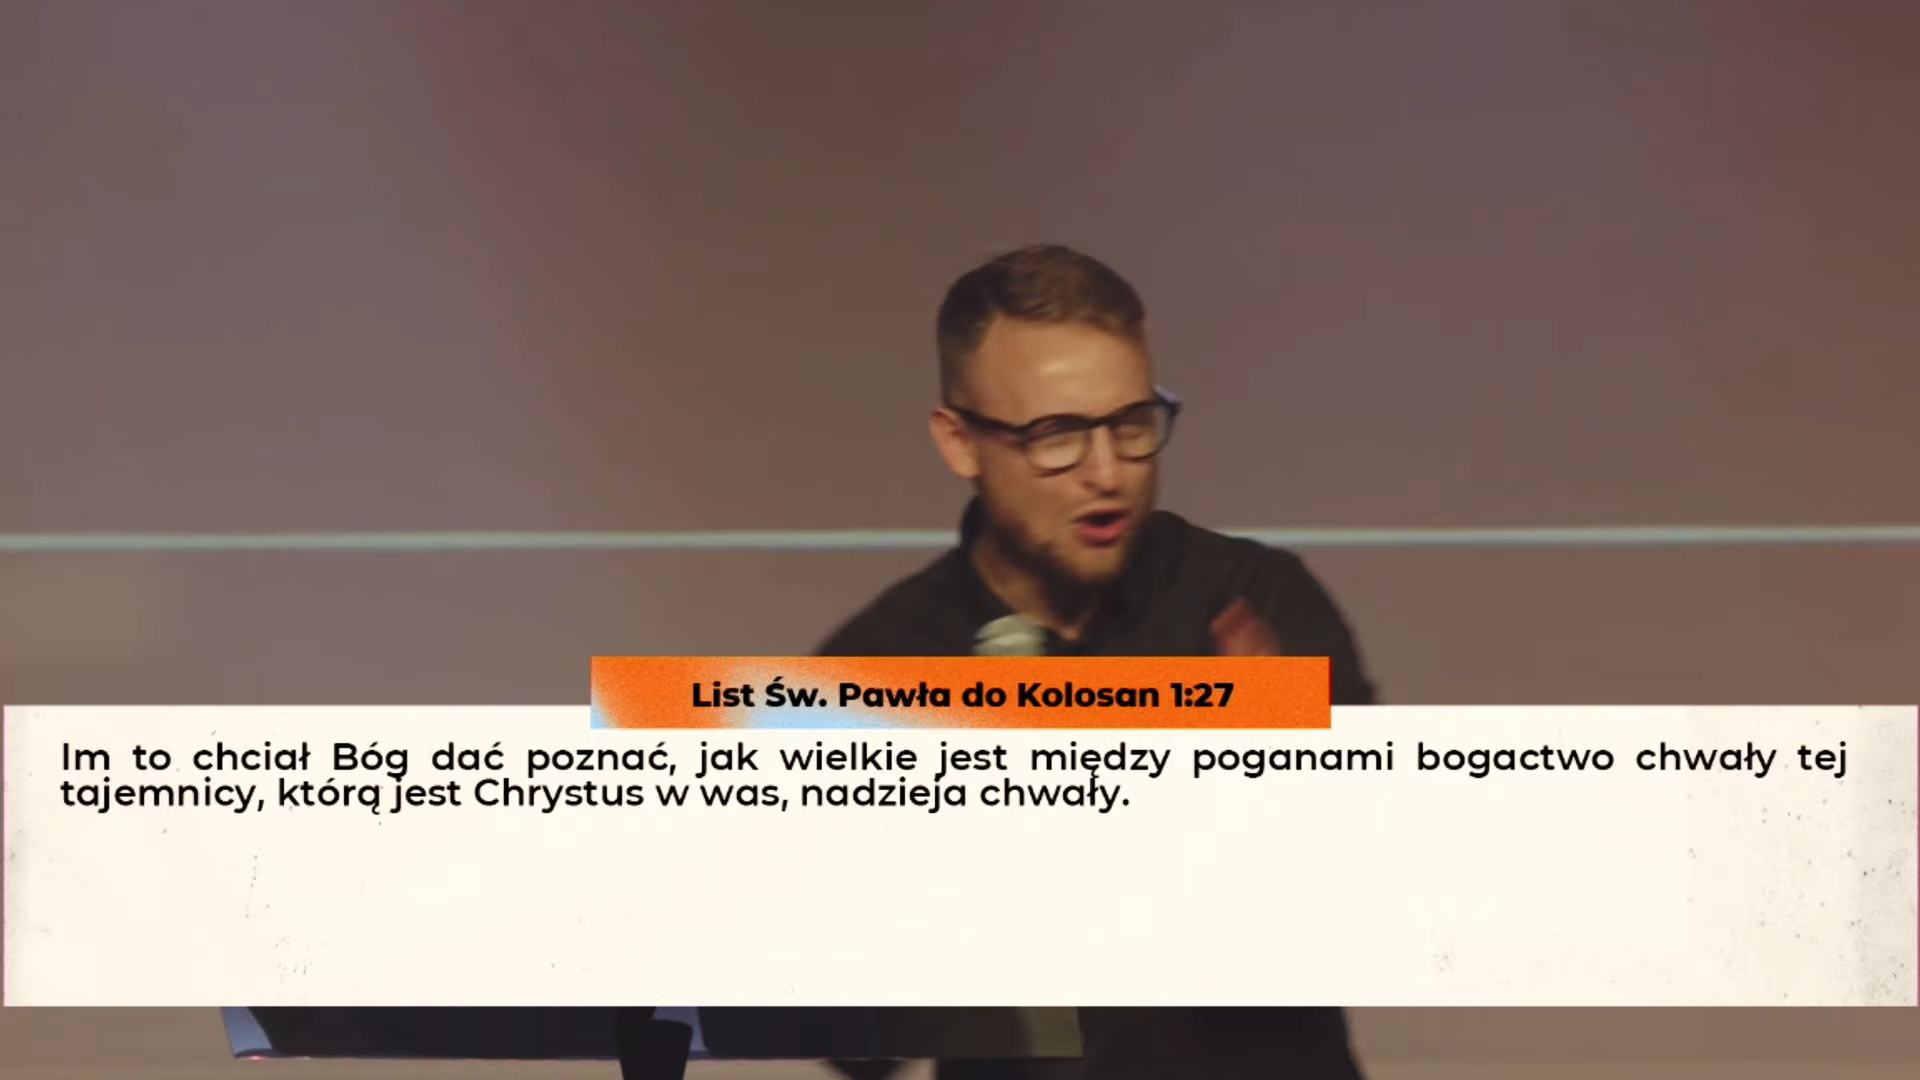 List Św. Pawła do Kolosan 1:27
Im to chciał Bóg dać poznać, jak wielkie jest między poganami bogactwo chwały tej
tajemnicy, którą jest Chrystus w was, nadzieja chwały.